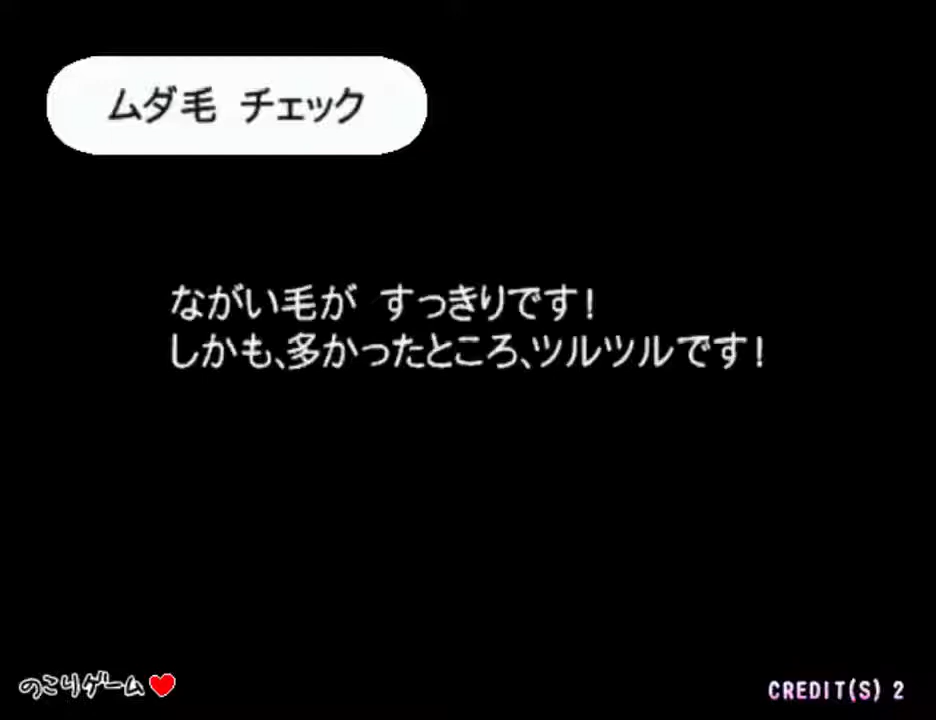 ムダ毛 チェック
ながい毛が すっきりです!
しかも、多かったところ、ツルツルです!
のこりゲーム♥
CREDIT(S) 2